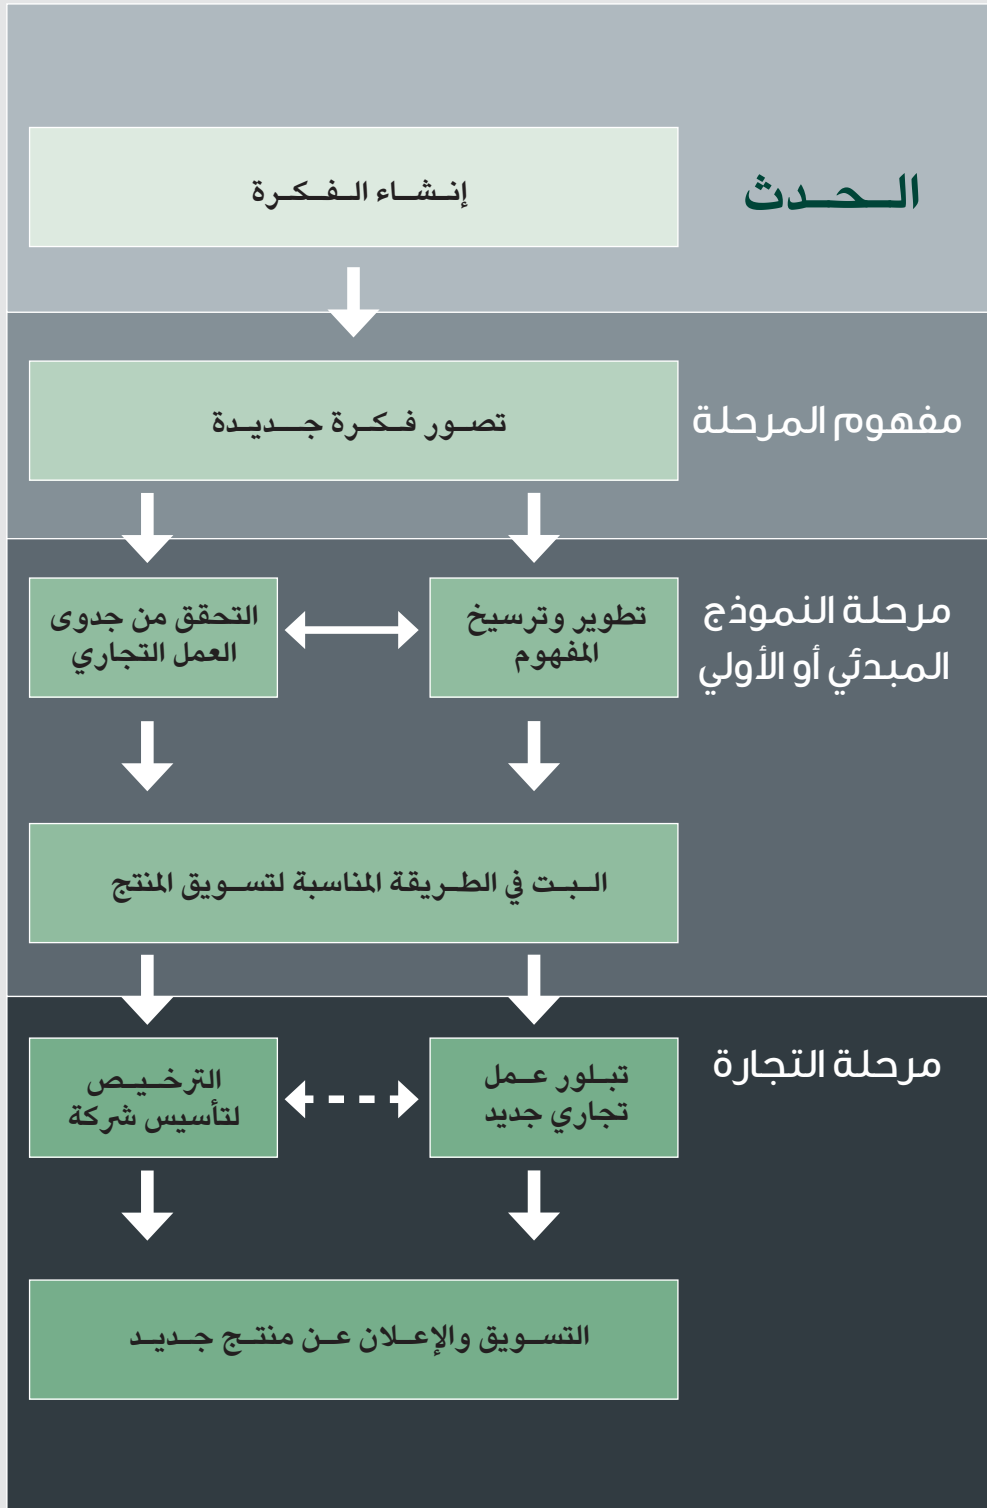 الحدث
إنشاء الفكرة
مفهوم المرحلة
تصور فكرة جديدة
مرحلة النموذج
المبدئي أو الأولي
تطوير وترسيخ
المفهوم
التحقق من جدوى
العمل التجاري
البت في الطريقة المناسبة لتسويق المنتج
مرحلة التجارة
تبلور عمل
تجاري جديد
الترخيص
لتأسيس شركة
التسويق والإعلان عن منتج جديد